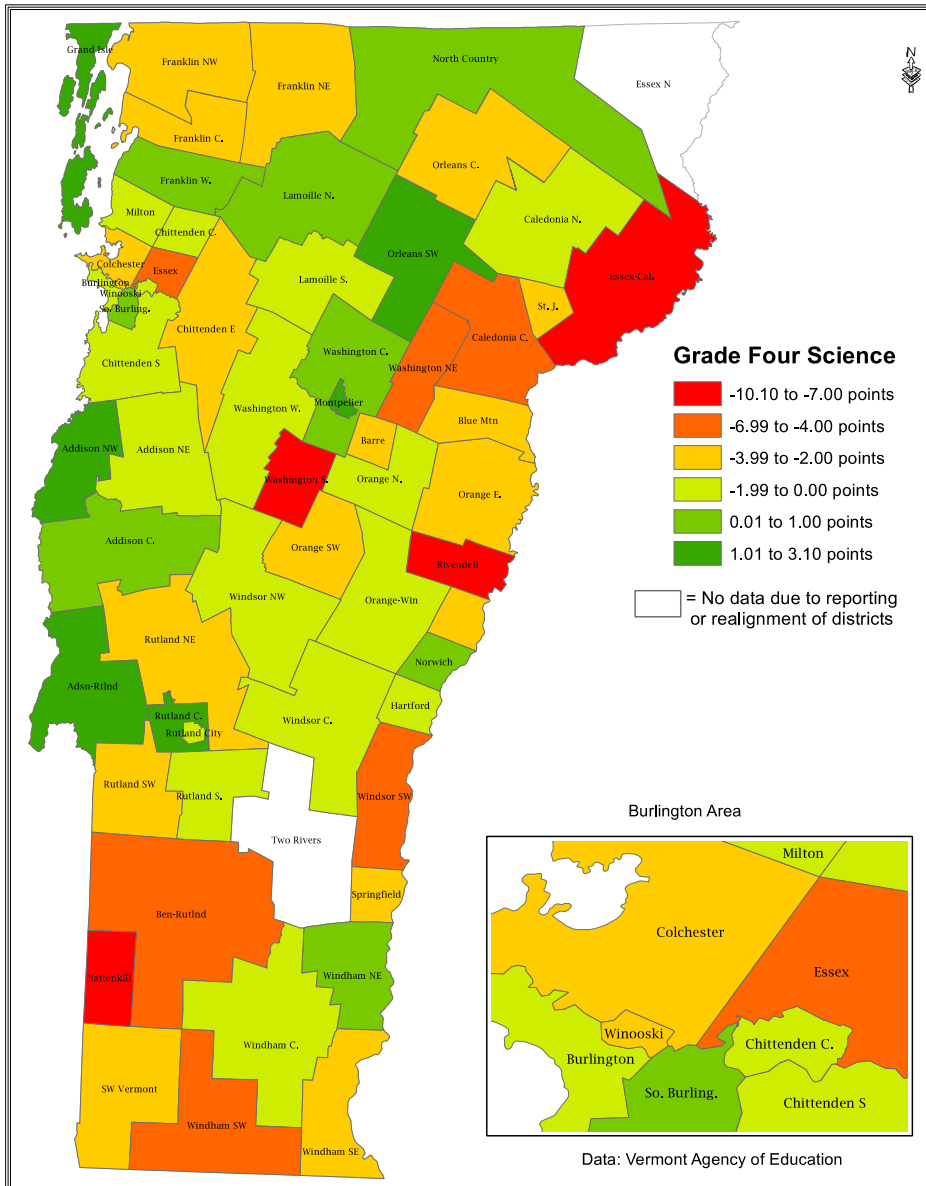 N
Grand Isle
Franklin NW
Franklin NE
North Country
Essex N
Franklin C.
Orleans C.
Franklin W.
Lamoille N.
Milton
Chittenden C.
Caledonia N.
Orleans SW
Colchester
Essex
Essex-Cal.
Burlington
Winooski
So. Burling.
Lamoille S.
St. J.
Chittenden E
Caledonia C.
Washington C.
Chittenden S
Washington NE
Montpelier
Washington W.
Blue Mtn
Barre
Addison NW
Addison NE
Washington S.
Orange N.
Orange E.
Addison C.
Orange SW
Rivendell
Windsor NW
Orange-Win
Rutland NE
Norwich
Adsn-Rtlnd
Hartford
Rutland C.
Windsor C.
Rutland City
Rutland SW
Rutland S.
Windsor SW
Two Rivers
Springfield
Ben-Rutlnd
Battenkill
Windham NE
Windham C.
SW Vermont
Windham SW
Windham SE
Grade Four Science
-10.10 to -7.00 points
-6.99 to -4.00 points
-3.99 to -2.00 points
-1.99 to 0.00 points
0.01 to 1.00 points
1.01 to 3.10 points
= No data due to reporting
or realignment of districts
Burlington Area
Milton
Colchester
Essex
Winooski
Chittenden C.
Burlington
So. Burling.
Chittenden S
Data: Vermont Agency of Education